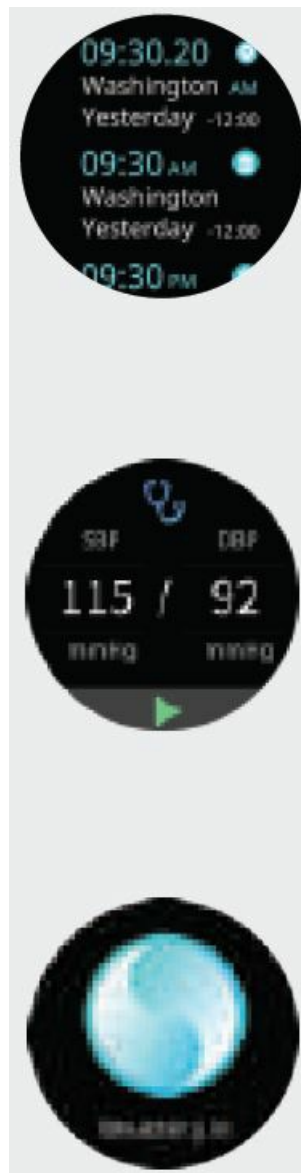 09:30.20
Washington AM
Yesterday -12:00
09:30 AM
Washington
Yesterday -12:00
09:30 PM
SBP DBP
115 / 92
mmHg mmHg